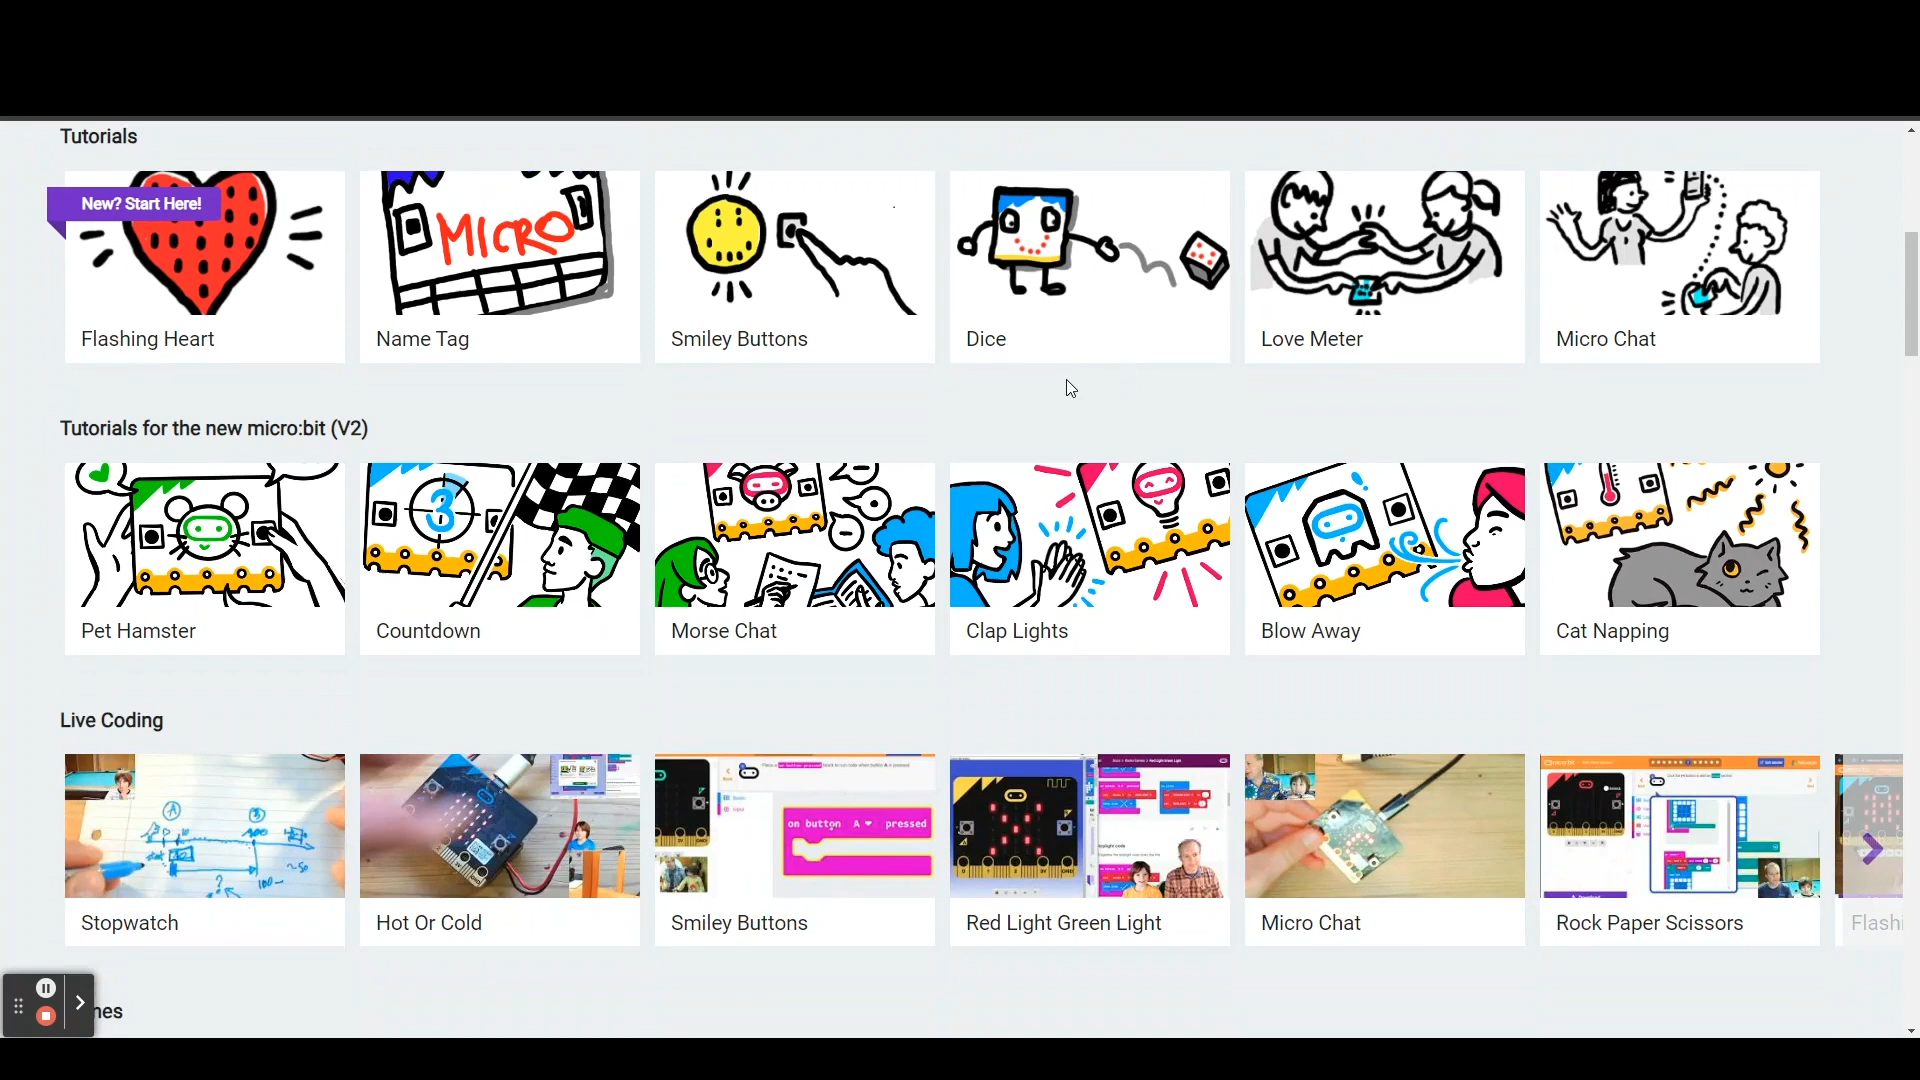 Tutorials
New? Start Here!
MICRO
Flashing Heart
Name Tag
Smiley Buttons
Dice
Love Meter
Micro Chat
Tutorials for the new micro:bit (V2)
3
Pet Hamster
Countdown
Morse Chat
Clap Lights
Blow Away
Cat Napping
Live Coding
A
on button A pressed
Stopwatch
Hot Or Cold
Smiley Buttons
Red Light Green Light
Micro Chat
Rock Paper Scissors
Flashi
nes